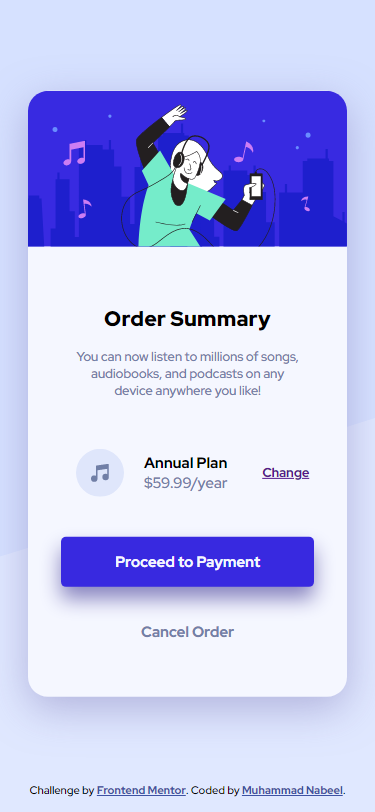 Order Summary
You can now listen to millions of songs,
audiobooks, and podcasts on any
device anywhere you like!
Annual Plan
$59.99/year
Change
Proceed to Payment
Cancel Order
Challenge by Frontend Mentor. Coded by Muhammad Nabeel.